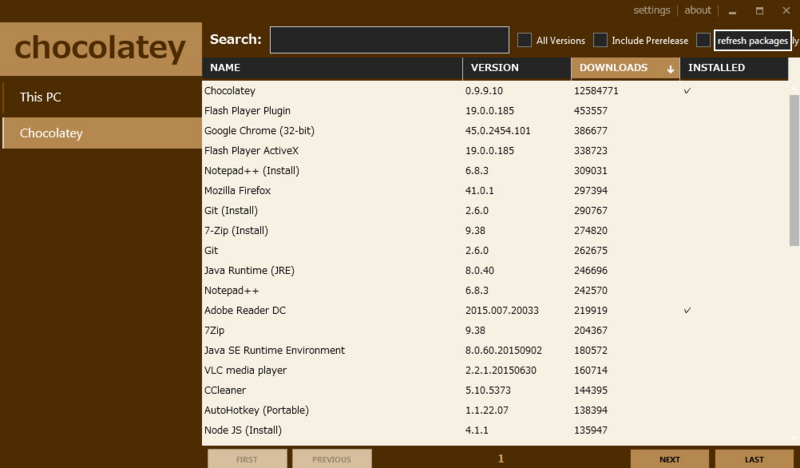 settings | about
chocolatey
Search:
All Versions
Include Prerelease
refresh packages
This PC
Chocolatey
NAME VERSION DOWNLOADS INSTALLED
Chocolatey 0.9.9.10 12584771 ✓
Flash Player Plugin 19.0.0.185 453557
Google Chrome (32-bit) 45.0.2454.101 386677
Flash Player ActiveX 19.0.0.185 338723
Notepad++ (Install) 6.8.3 309031
Mozilla Firefox 41.0.1 297394
Git (Install) 2.6.0 290767
7-Zip (Install) 9.38 274820
Git 2.6.0 262675
Java Runtime (JRE) 8.0.40 246696
Notepad++ 6.8.3 242570
Adobe Reader DC 2015.007.20033 219919 ✓
7Zip 9.38 204367
Java SE Runtime Environment 8.0.60.20150902 180572
VLC media player 2.2.1.20150630 160714
CCleaner 5.10.5373 144395
AutoHotkey (Portable) 1.1.22.07 138394
Node JS (Install) 4.1.1 135947
FIRST PREVIOUS 1 NEXT LAST